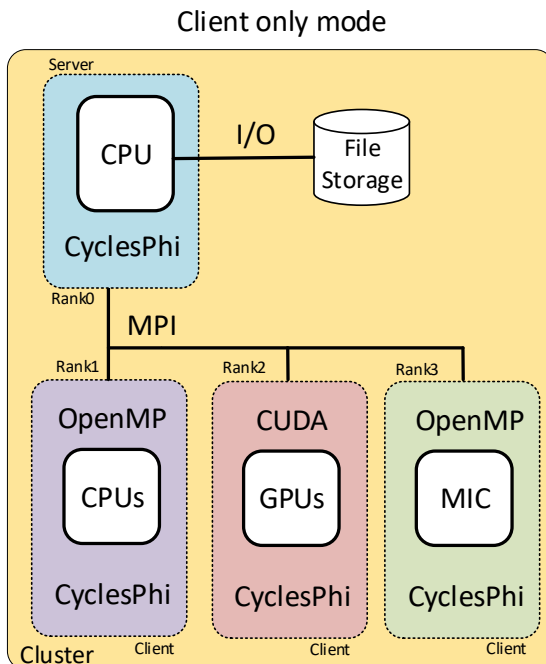 Client only mode
Server
CPU
I/O
File
Storage
CyclesPhi
Rank0
MPI
Rank1
Rank2
Rank3
OpenMP
CUDA
OpenMP
CPUs
GPUs
MIC
CyclesPhi
CyclesPhi
CyclesPhi
Cluster
Client
Client
Client